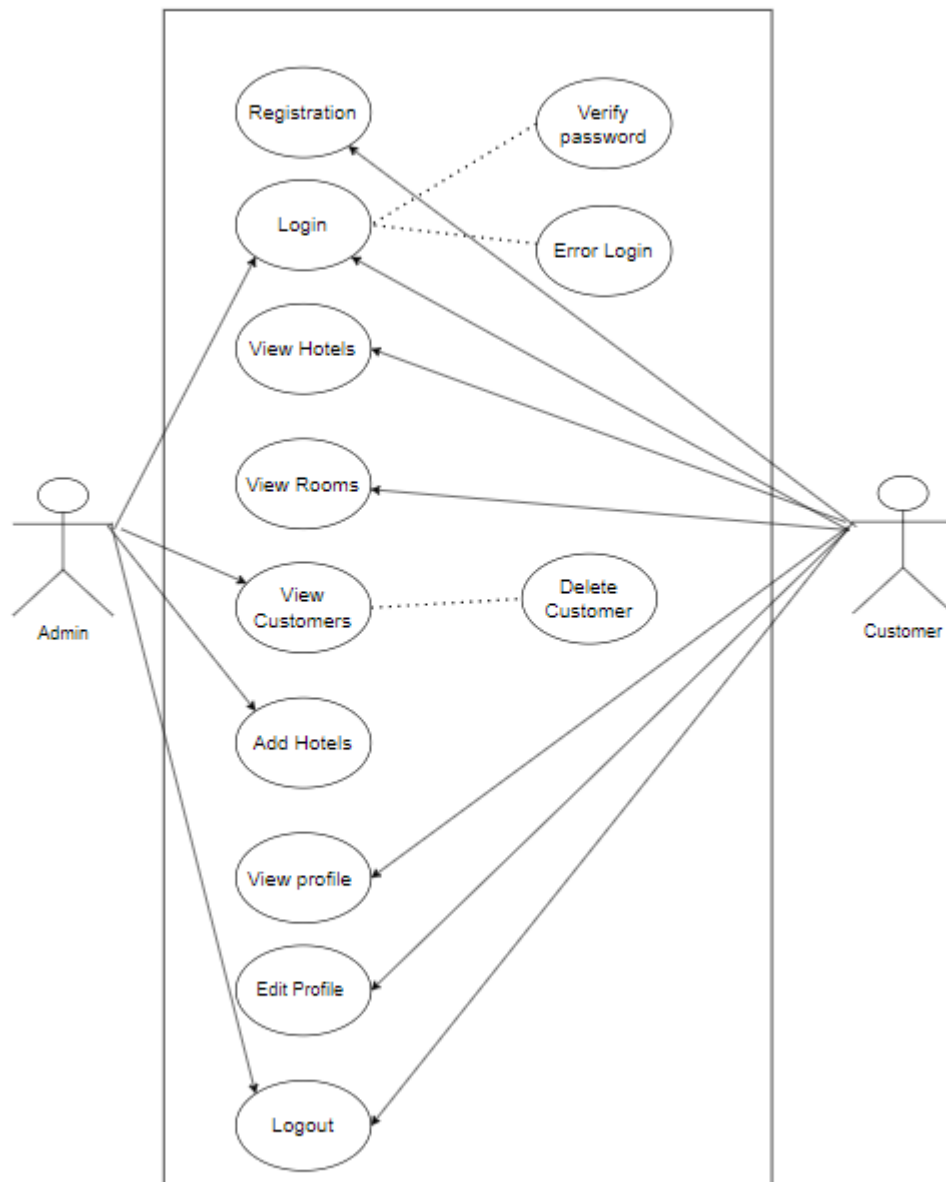 Registration
Verify
password
Login
Error Login
View Hotels
View Rooms
View
Customers
Delete
Customer
Admin
Customer
Add Hotels
View profile
Edit Profile
Logout